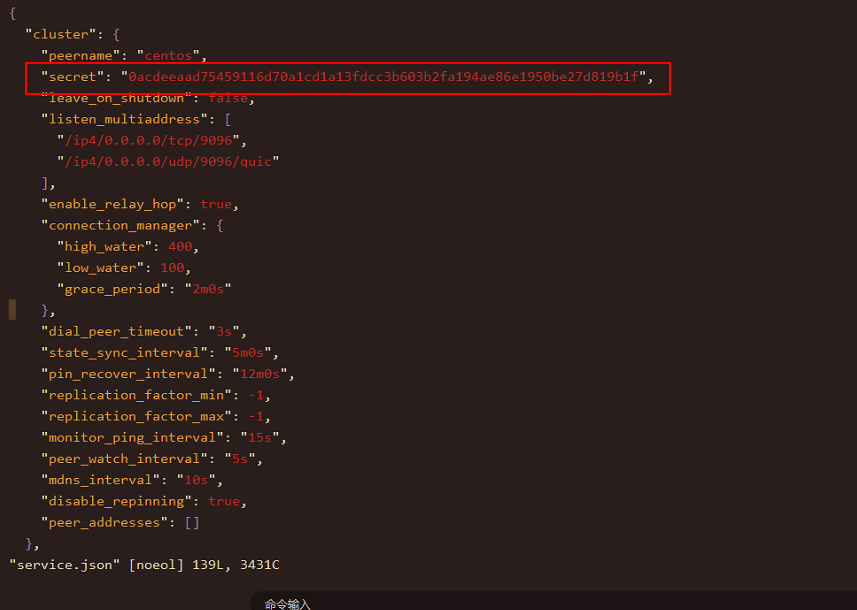 {
"cluster": {
"peername": "centos",
"secret": "0acdeeaad75459116d70a1cd1a13fdcc3b603b2fa194ae86e1950be27d819b1f",
"leave_on_shutdown": false,
"listen_multiaddress": [
"/ip4/0.0.0.0/tcp/9096",
"/ip4/0.0.0.0/udp/9096/quic"
],
"enable_relay_hop": true,
"connection_manager": {
"high_water": 400,
"low_water": 100,
"grace_period": "2m0s"
},
"dial_peer_timeout": "3s",
"state_sync_interval": "5m0s",
"pin_recover_interval": "12m0s",
"replication_factor_min": -1,
"replication_factor_max": -1,
"monitor_ping_interval": "15s",
"peer_watch_interval": "5s",
"mdns_interval": "10s",
"disable_repinning": true,
"peer_addresses": []
},
"service.json" [noeol] 139L, 3431C
命令输入